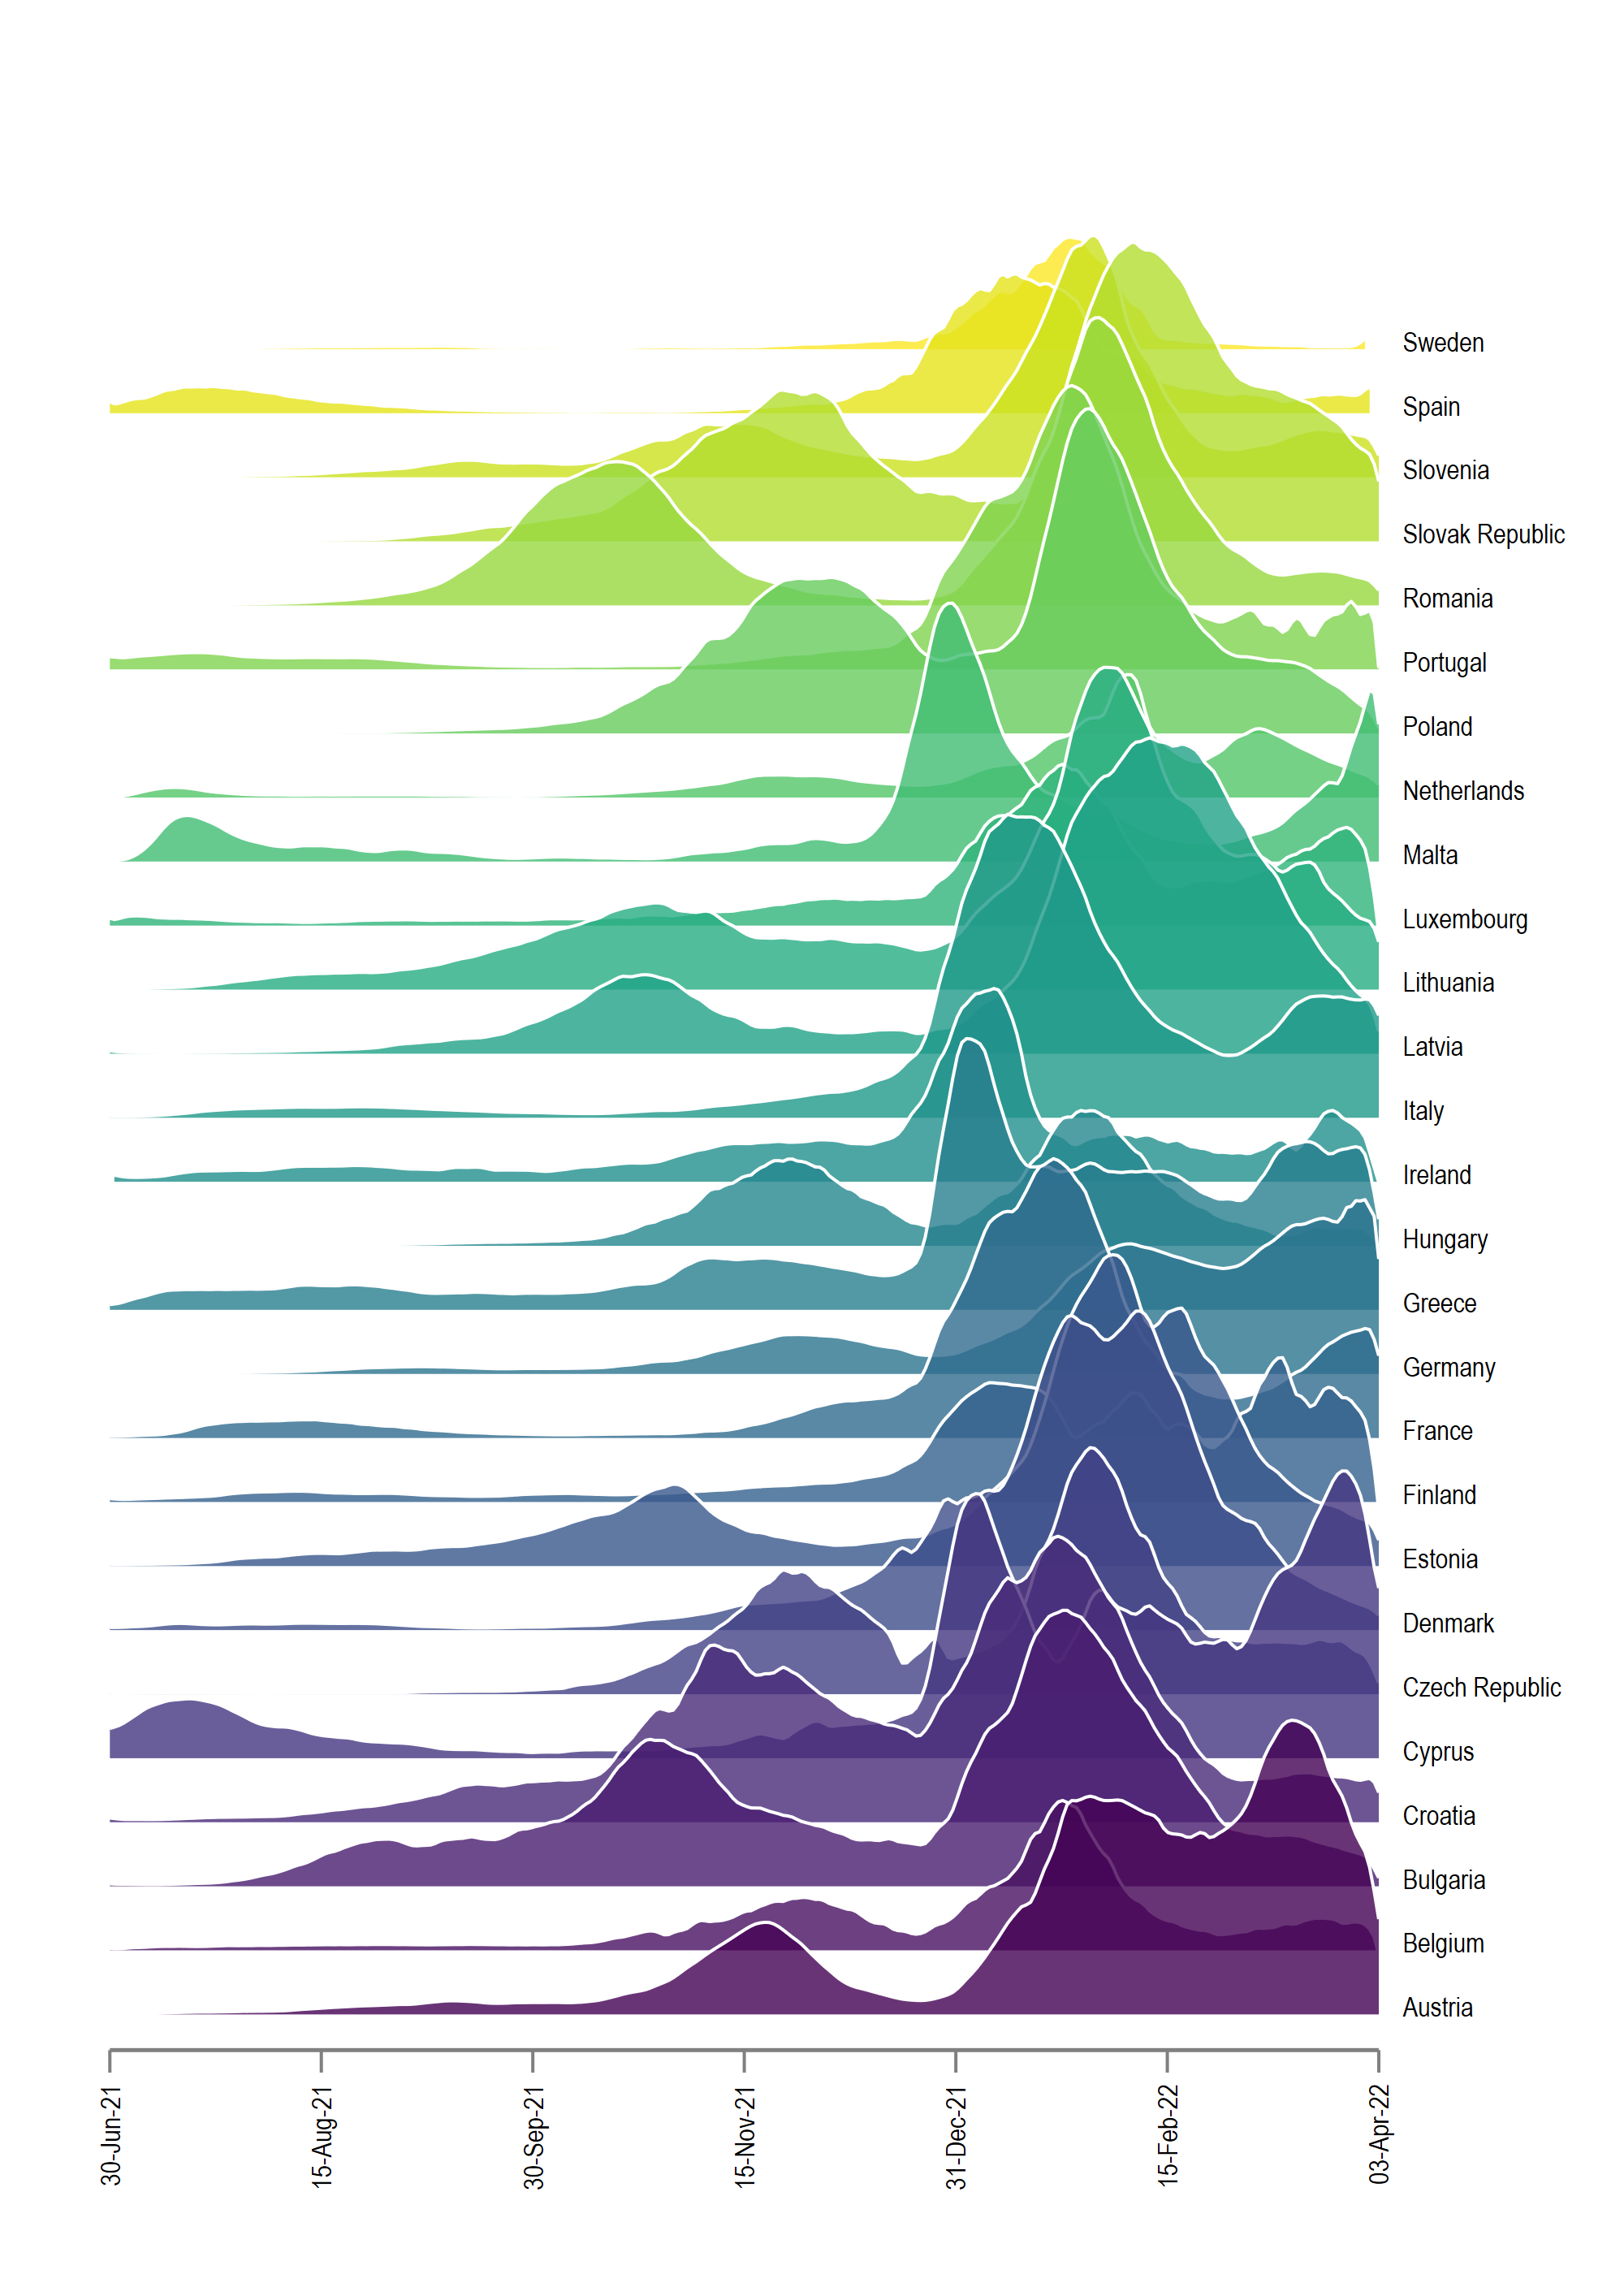 Sweden
Spain
Slovenia
Slovak Republic
Romania
Portugal
Poland
Netherlands
Malta
Luxembourg
Lithuania
Latvia
Italy
Ireland
Hungary
Greece
Germany
France
Finland
Estonia
Denmark
Czech Republic
Cyprus
Croatia
Bulgaria
Belgium
Austria
30-Jun-21
15-Aug-21
30-Sep-21
15-Nov-21
31-Dec-21
15-Feb-22
03-Apr-22